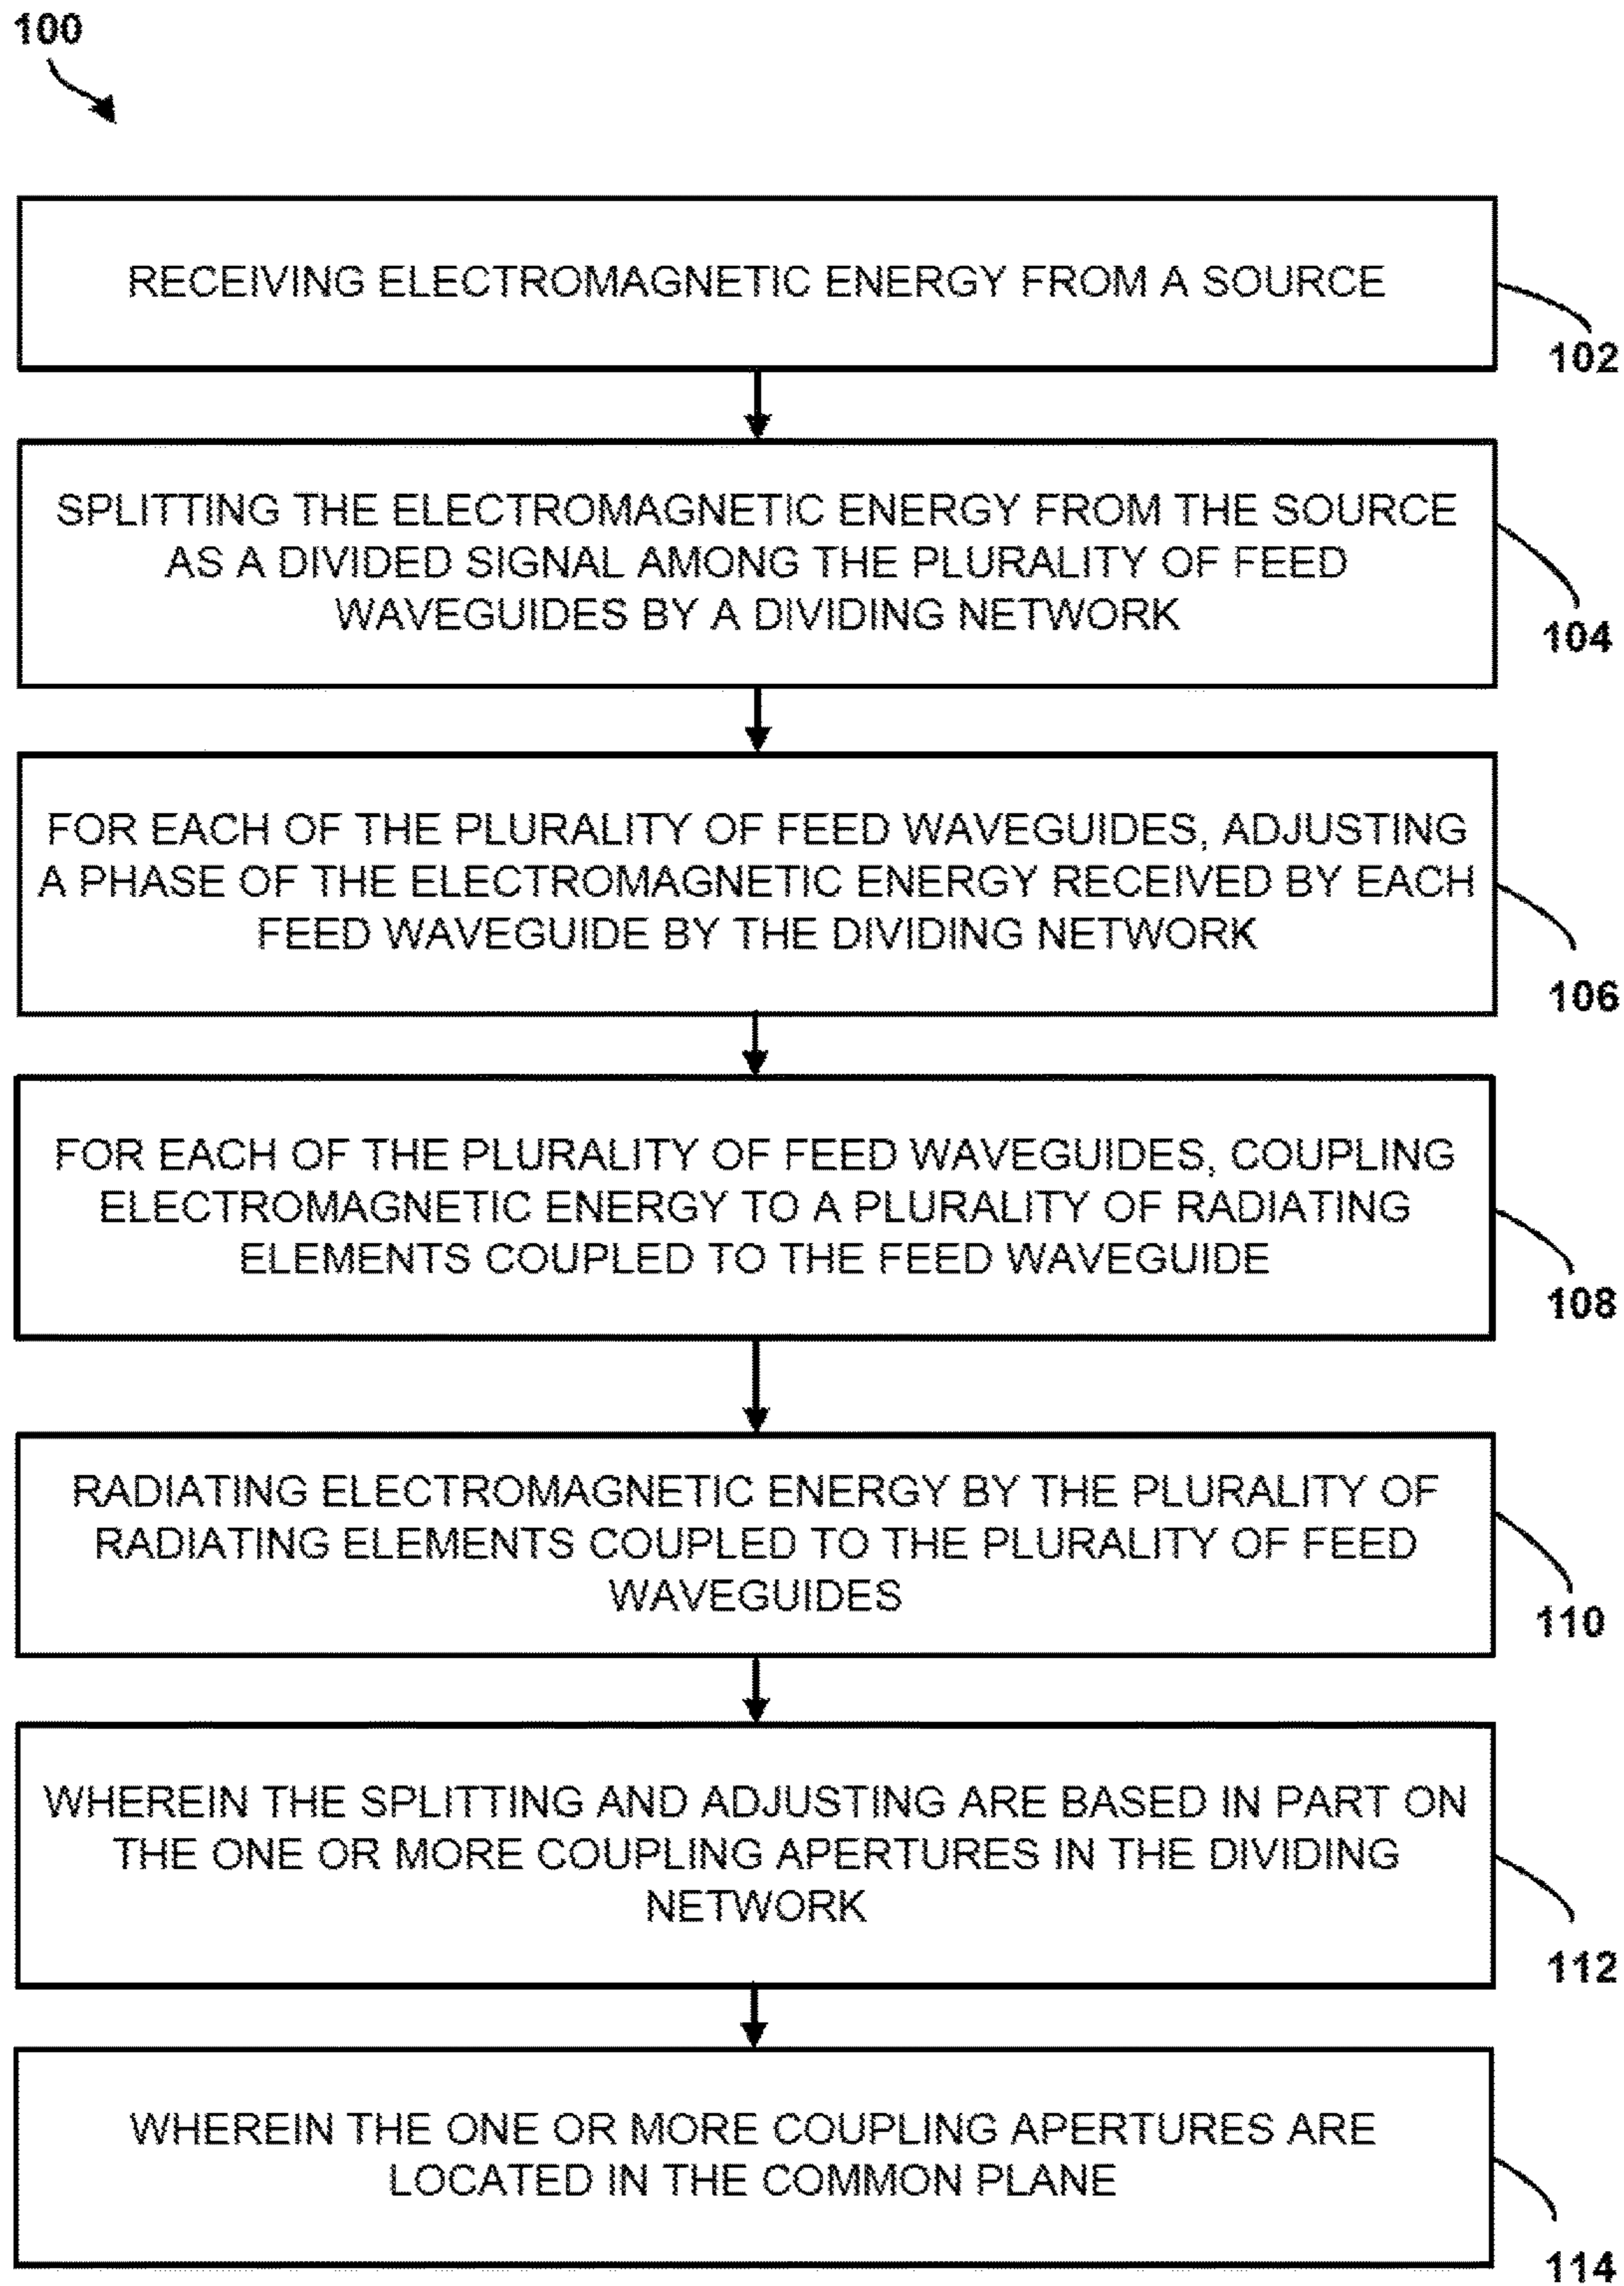 100
RECEIVING ELECTROMAGNETIC ENERGY FROM A SOURCE
102
SPLITTING THE ELECTROMAGNETIC ENERGY FROM THE SOURCE
AS A DIVIDED SIGNAL AMONG THE PLURALITY OF FEED
WAVEGUIDES BY A DIVIDING NETWORK
104
FOR EACH OF THE PLURALITY OF FEED WAVEGUIDES, ADJUSTING
A PHASE OF THE ELECTROMAGNETIC ENERGY RECEIVED BY EACH
FEED WAVEGUIDE BY THE DIVIDING NETWORK
106
FOR EACH OF THE PLURALITY OF FEED WAVEGUIDES, COUPLING
ELECTROMAGNETIC ENERGY TO A PLURALITY OF RADIATING
ELEMENTS COUPLED TO THE FEED WAVEGUIDE
108
RADIATING ELECTROMAGNETIC ENERGY BY THE PLURALITY OF
RADIATING ELEMENTS COUPLED TO THE PLURALITY OF FEED
WAVEGUIDES
110
WHEREIN THE SPLITTING AND ADJUSTING ARE BASED IN PART ON
THE ONE OR MORE COUPLING APERTURES IN THE DIVIDING
NETWORK
112
WHEREIN THE ONE OR MORE COUPLING APERTURES ARE
LOCATED IN THE COMMON PLANE
114